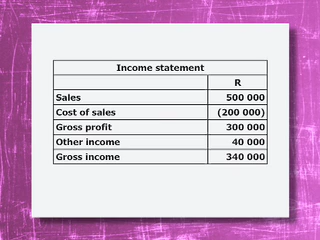 Income statement
R
Sales 500 000
Cost of sales (200 000)
Gross profit 300 000
Other income 40 000
Gross income 340 000